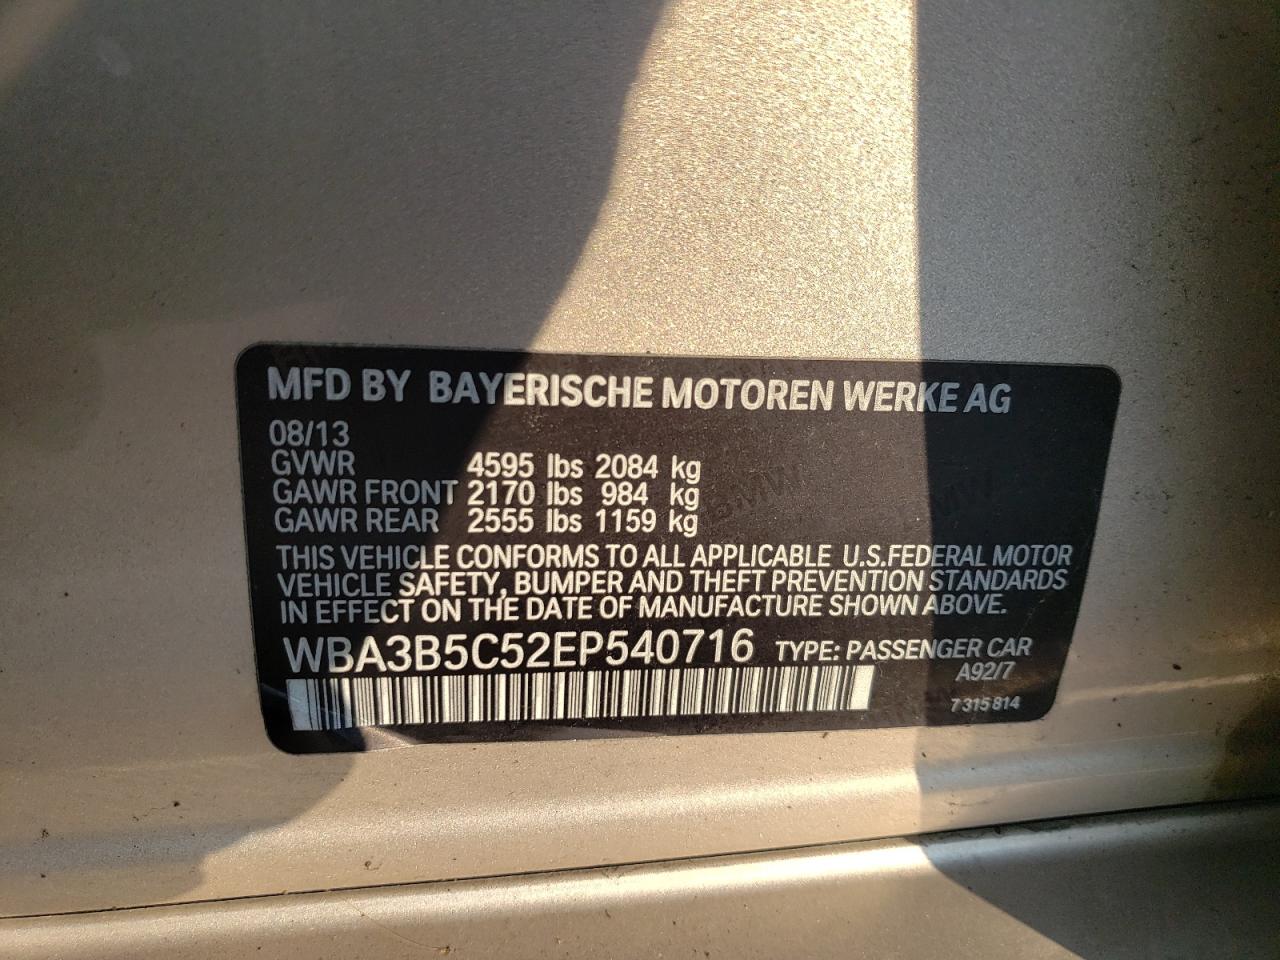 MFD BY BAYERISCHE MOTOREN WERKE AG
08/13
GVWR 4595 lbs 2084 kg
GAWR FRONT 2170 lbs 984 kg
GAWR REAR 2555 lbs 1159 kg
THIS VEHICLE CONFORMS TO ALL APPLICABLE U.S.FEDERAL MOTOR
VEHICLE SAFETY, BUMPER AND THEFT PREVENTION STANDARDS
IN EFFECT ON THE DATE OF MANUFACTURE SHOWN ABOVE.
WBA3B5C52EP540716 TYPE: PASSENGER CAR
A92/7
7 315 814